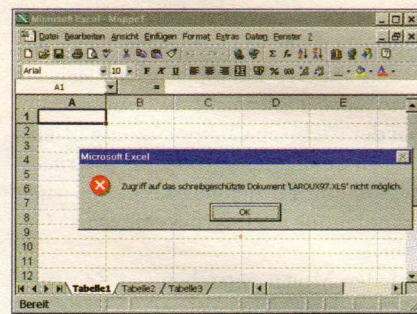 Microsoft Excel - Mappe1
Datei Bearbeiten Ansicht Einfügen Format Extras Daten Fenster ?
Arial 10 F K U % 000
A1 =
A B C D E
1
2
3
Microsoft Excel
4
5
Zugriff auf das schreibgeschützte Dokument 'LAROUX97.XLS' nicht möglich.
6
7
OK
8
9
10
11
12
Tabelle1 Tabelle2 Tabelle3
Bereit